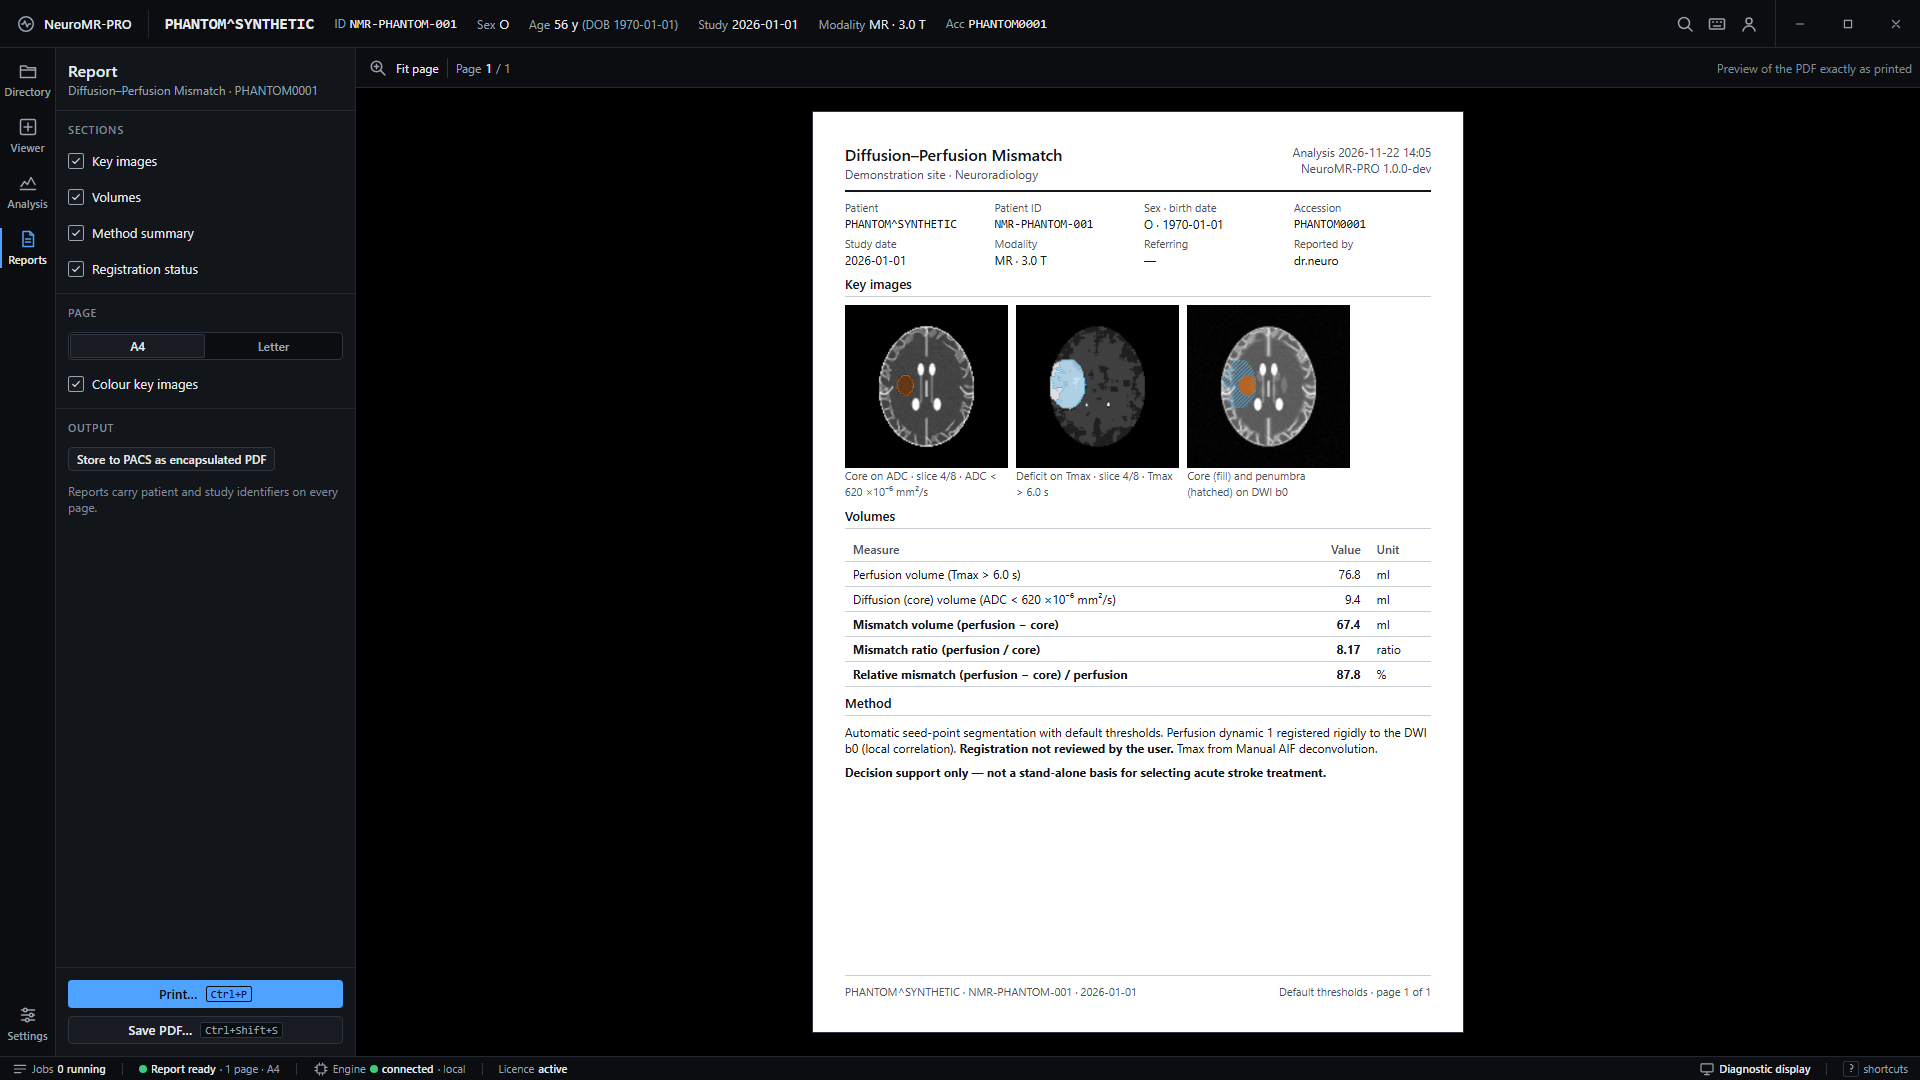 NeuroMR-PRO
PHANTOM^SYNTHETIC ID NMR-PHANTOM-001 Sex O Age 56 y (DOB 1970-01-01) Study 2026-01-01 Modality MR · 3.0 T Acc PHANTOM0001
Directory
Viewer
Analysis
Reports
Settings
Report
Diffusion–Perfusion Mismatch · PHANTOM0001
SECTIONS
Key images
Volumes
Method summary
Registration status
PAGE
A4 Letter
Colour key images
OUTPUT
Store to PACS as encapsulated PDF
Reports carry patient and study identifiers on every
page.
Print... Ctrl+P
Save PDF... Ctrl+Shift+S
Fit page Page 1 / 1 Preview of the PDF exactly as printed
Diffusion–Perfusion Mismatch
Demonstration site · Neuroradiology
Analysis 2026-11-22 14:05
NeuroMR-PRO 1.0.0-dev
Patient Patient ID Sex · birth date Accession
PHANTOM^SYNTHETIC NMR-PHANTOM-001 O · 1970-01-01 PHANTOM0001
Study date Modality Referring Reported by
2026-01-01 MR · 3.0 T — dr.neuro
Key images
Core on ADC · slice 4/8 · ADC <
620 ×10⁻⁶ mm²/s
Deficit on Tmax · slice 4/8 · Tmax
> 6.0 s
Core (fill) and penumbra
(hatched) on DWI b0
Volumes
Measure Value Unit
Perfusion volume (Tmax > 6.0 s) 76.8 ml
Diffusion (core) volume (ADC < 620 ×10⁻⁶ mm²/s) 9.4 ml
Mismatch volume (perfusion − core) 67.4 ml
Mismatch ratio (perfusion / core) 8.17 ratio
Relative mismatch (perfusion − core) / perfusion 87.8 %
Method
Automatic seed-point segmentation with default thresholds. Perfusion dynamic 1 registered rigidly to the DWI
b0 (local correlation). Registration not reviewed by the user. Tmax from Manual AIF deconvolution.
Decision support only — not a stand-alone basis for selecting acute stroke treatment.
PHANTOM^SYNTHETIC · NMR-PHANTOM-001 · 2026-01-01 Default thresholds · page 1 of 1
Jobs 0 running Report ready · 1 page · A4 Engine connected · local Licence active Diagnostic display ? shortcuts